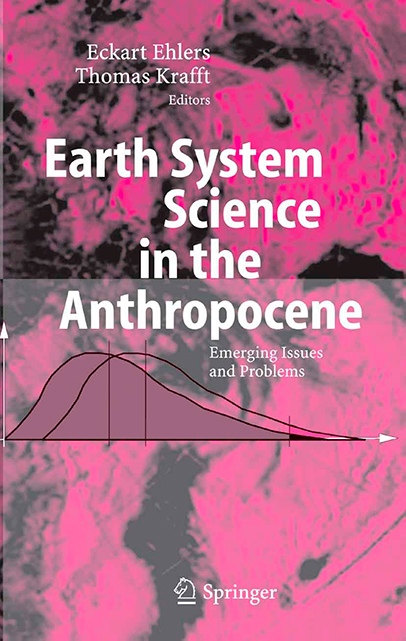 Eckart Ehlers
Thomas Krafft
Editors
Earth System
Science
in the
Anthropocene
Emerging Issues
and Problems
Springer